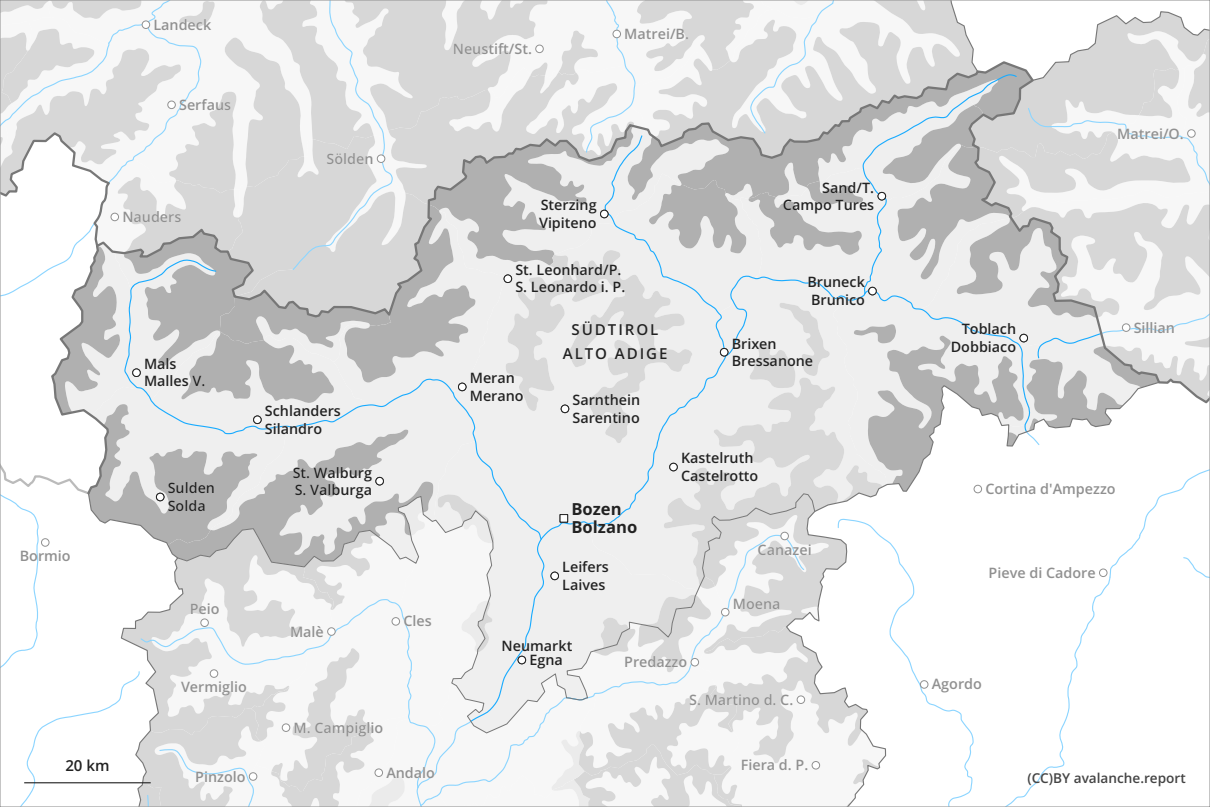 Landeck
Matrei/B.
Neustift/St.
Serfaus
Matrei/O.
Sölden
Sand/T.
Campo Tures
Sterzing
Vipiteno
Nauders
St. Leonhard/P.
S. Leonardo i. P.
Bruneck
Brunico
SÜDTIROL
ALTO ADIGE
Toblach
Dobbiaco
Sillian
Brixen
Bressanone
Mals
Malles V.
Meran
Merano
Sarnthein
Sarentino
Schlanders
Silandro
Kastelruth
Castelrotto
St. Walburg
S. Valburga
Sulden
Solda
Cortina d'Ampezzo
Bozen
Bolzano
Bormio
Canazei
Leifers
Laives
Pieve di Cadore
Peio
Moena
Cles
Malè
Neumarkt
Egna
Predazzo
Vermiglio
Agordo
S. Martino d. C.
M. Campiglio
Fiera d. P.
Andalo
Pinzolo
20 km
(CC)BY avalanche.report